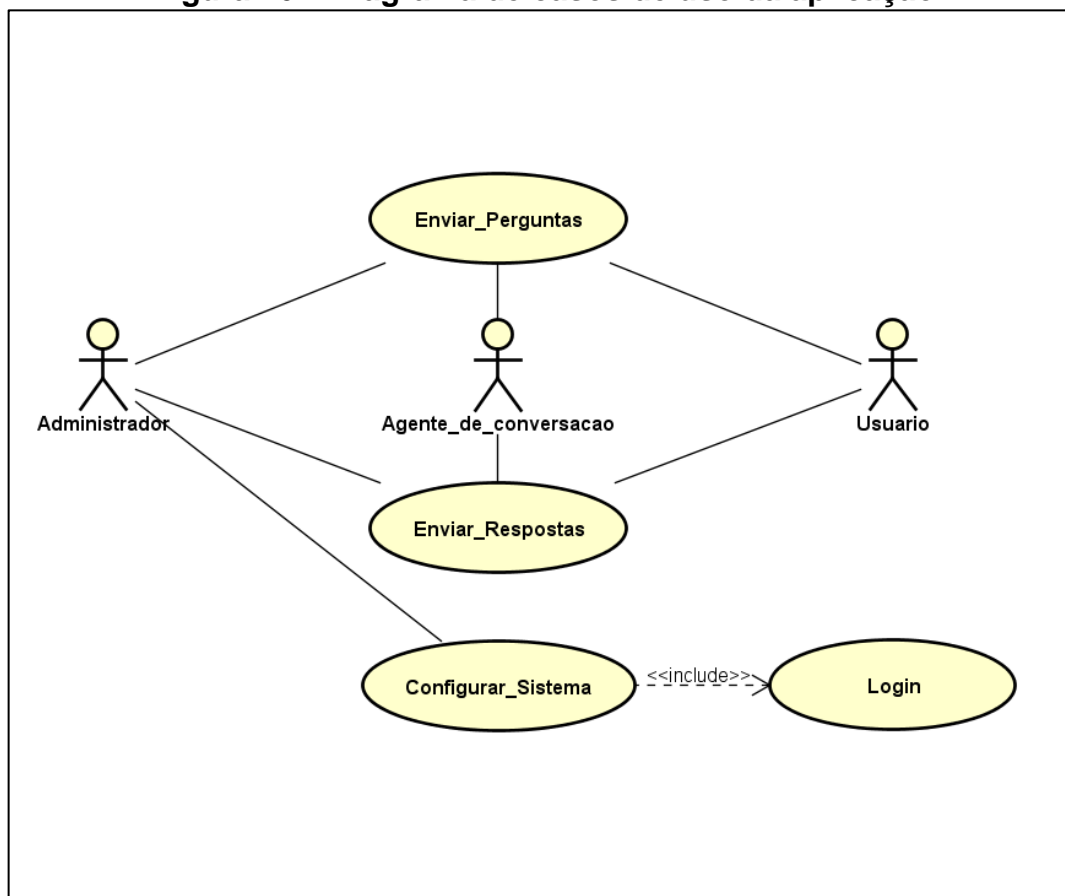 Enviar_Perguntas
Administrador
Agente_de_conversacao
Usuario
Enviar_Respostas
Configurar_Sistema
<<include>>
Login